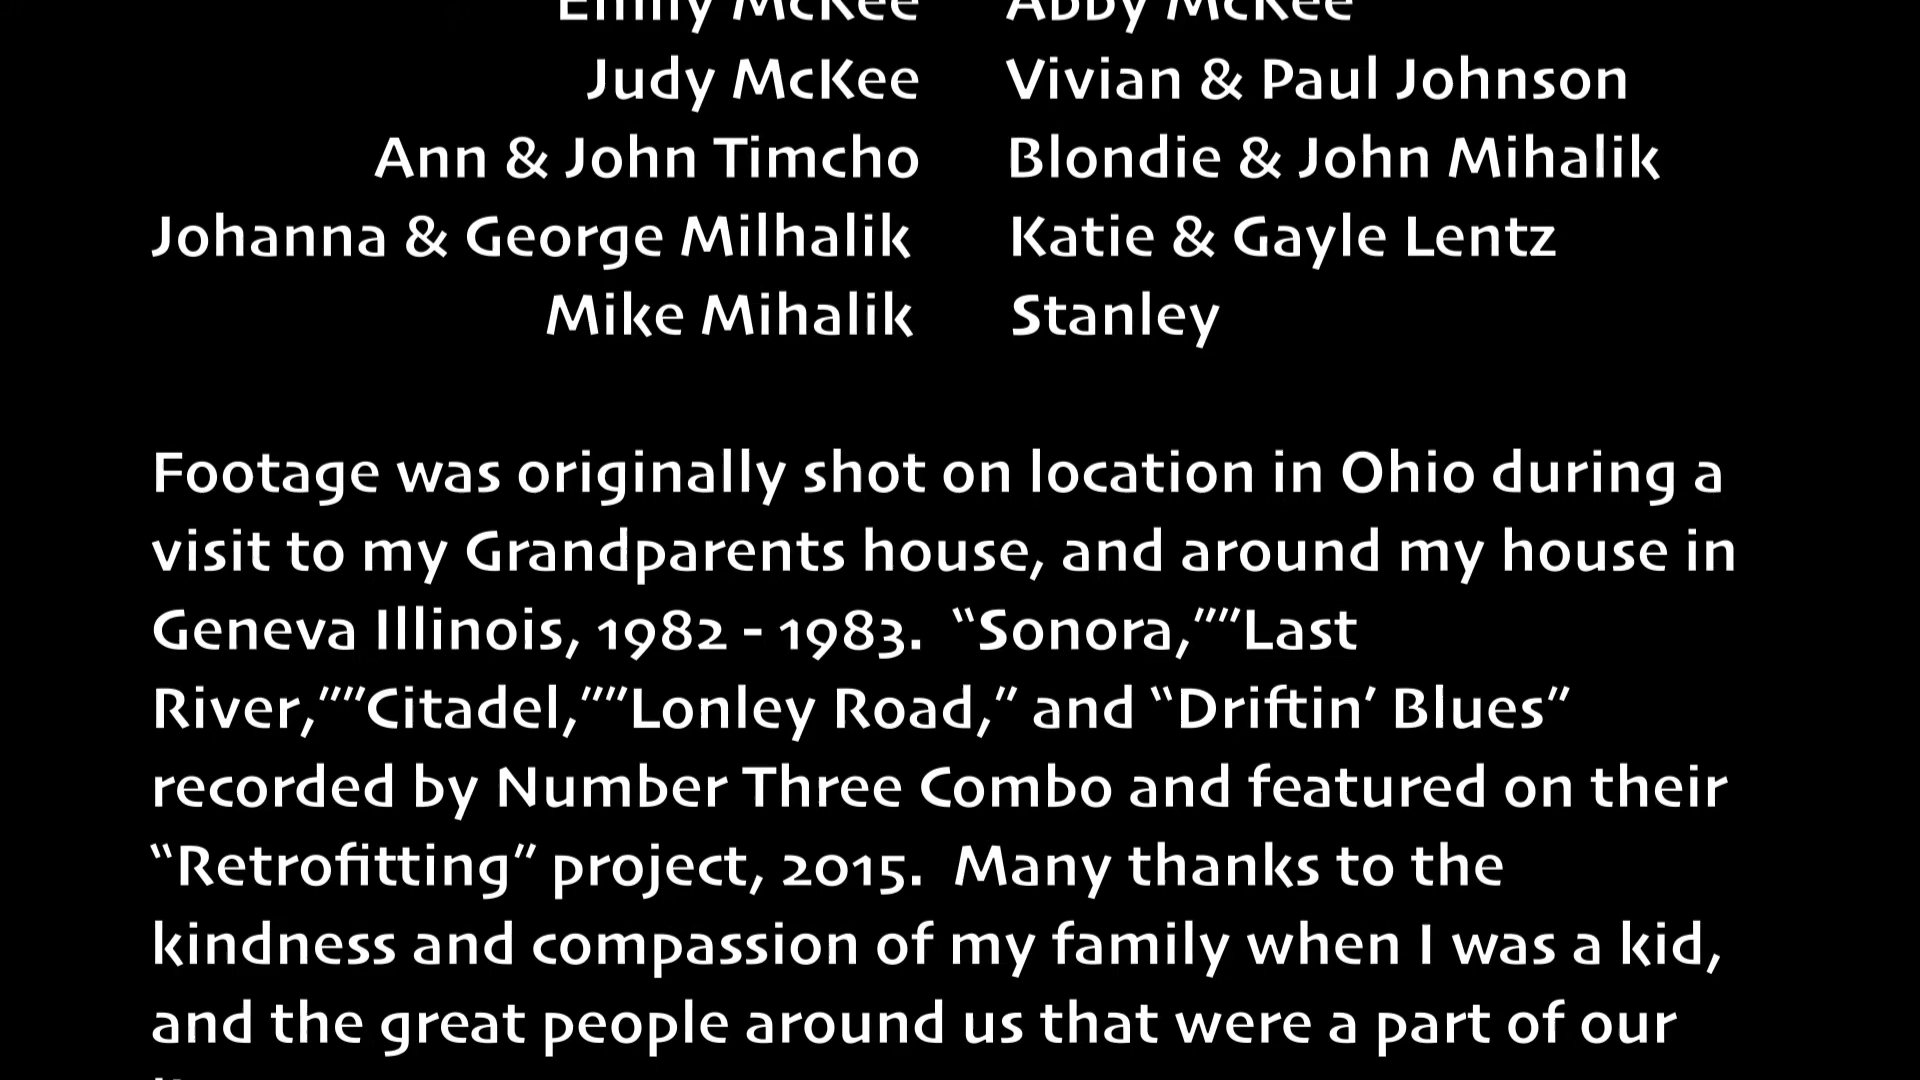 Emily McKee Abby McKee
Judy McKee Vivian & Paul Johnson
Ann & John Timcho Blondie & John Mihalik
Johanna & George Milhalik Katie & Gayle Lentz
Mike Mihalik Stanley
Footage was originally shot on location in Ohio during a
visit to my Grandparents house, and around my house in
Geneva Illinois, 1982 - 1983. “Sonora,””“Last
River,””“Citadel,””“Lonley Road,” and “Driftin’ Blues”
recorded by Number Three Combo and featured on their
“Retrofitting” project, 2015. Many thanks to the
kindness and compassion of my family when I was a kid,
and the great people around us that were a part of our